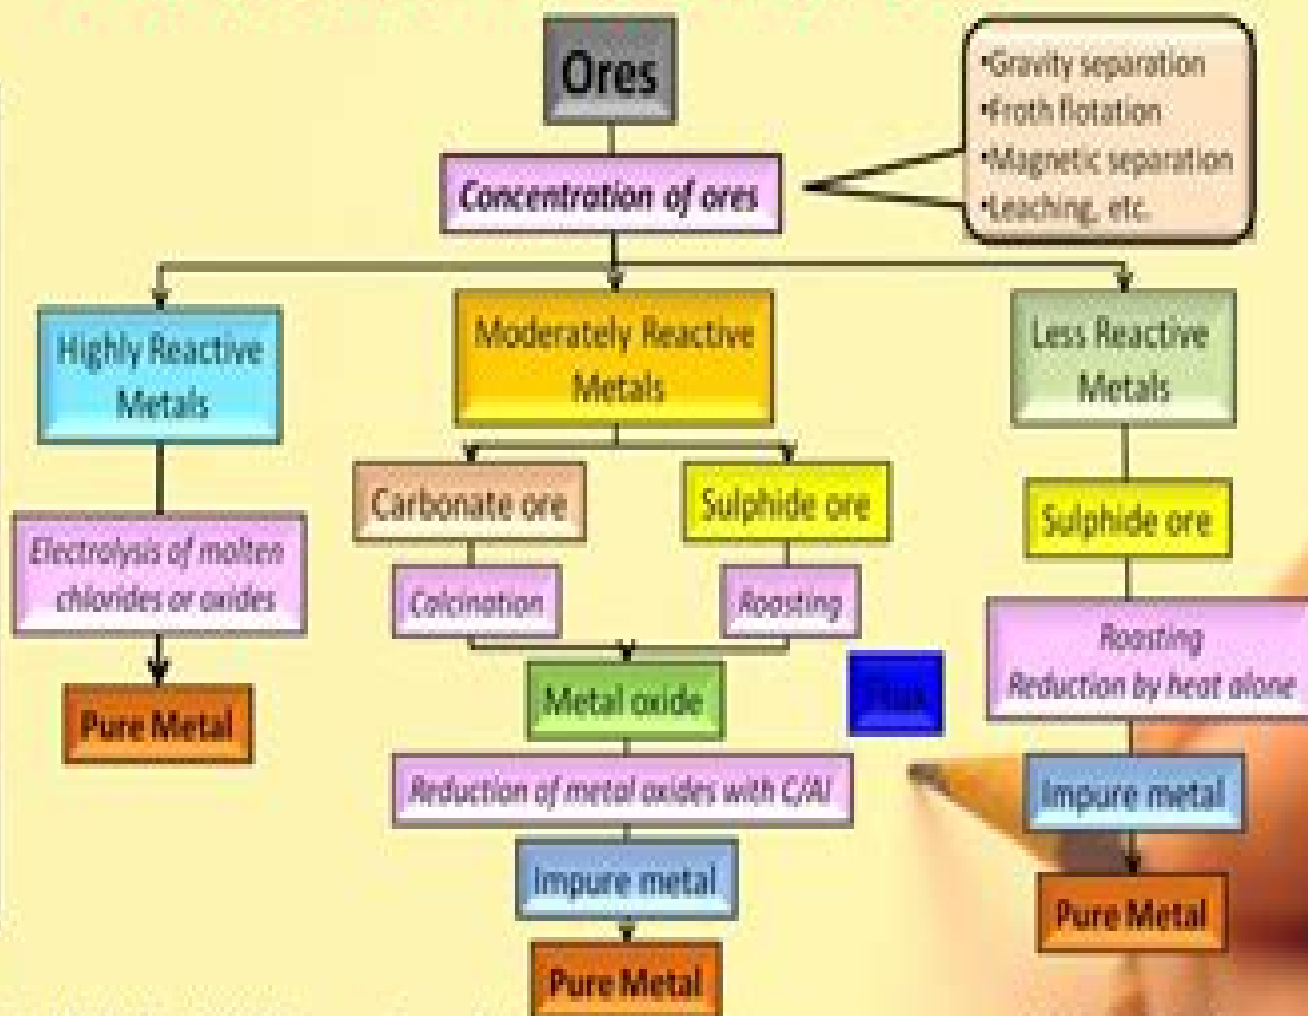 Ores
•Gravity separation
•Froth flotation
•Magnetic separation
•Leaching, etc.
Concentration of ores
Highly Reactive
Metals
Moderately Reactive
Metals
Less Reactive
Metals
Carbonate ore
Sulphide ore
Sulphide ore
Electrolysis of molten
chlorides or oxides
Calcination
Roasting
Roasting
Reduction by heat alone
Metal oxide
Pure Metal
Reduction of metal oxides with C/Al
Impure metal
Impure metal
Pure Metal
Pure Metal